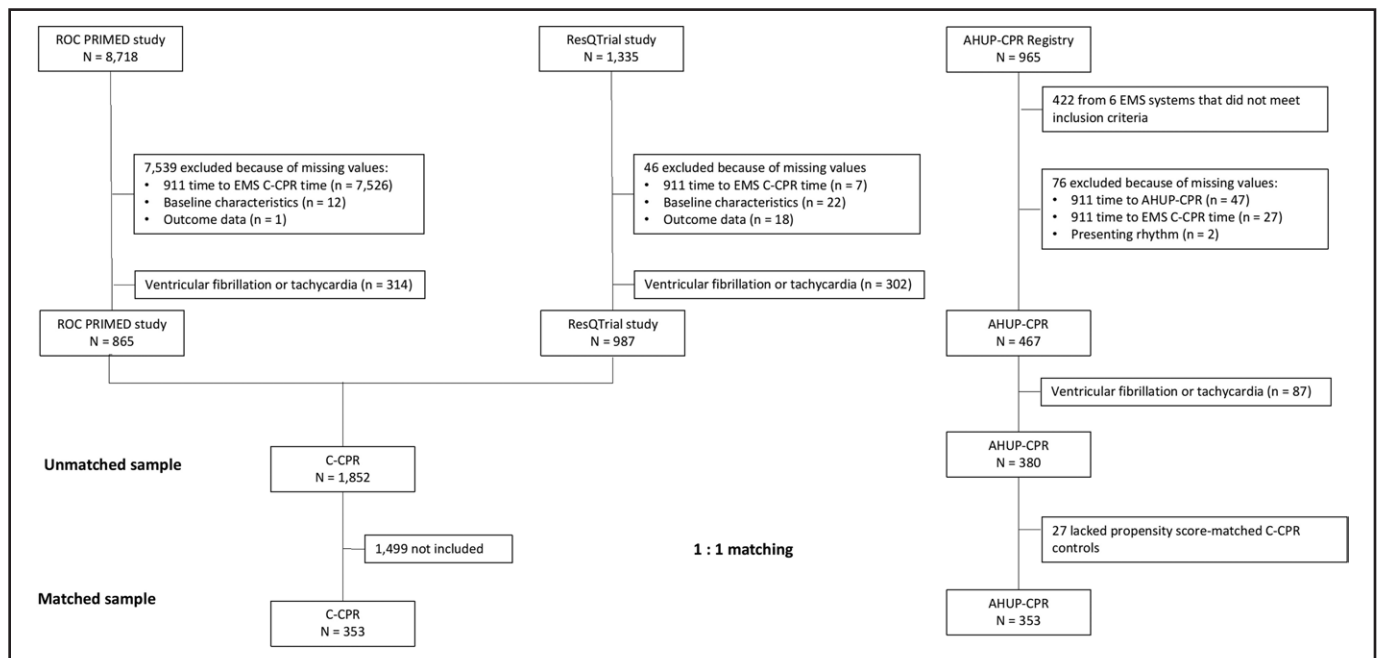 ROC PRIMED study
N = 8,718
7,539 excluded because of missing values:
• 911 time to EMS C-CPR time (n = 7,526)
• Baseline characteristics (n = 12)
• Outcome data (n = 1)
Ventricular fibrillation or tachycardia (n = 314)
ROC PRIMED study
N = 865
ResQTrial study
N = 1,335
46 excluded because of missing values
• 911 time to EMS C-CPR time (n = 7)
• Baseline characteristics (n = 22)
• Outcome data (n = 18)
Ventricular fibrillation or tachycardia (n = 302)
ResQTrial study
N = 987
AHUP-CPR Registry
N = 965
422 from 6 EMS systems that did not meet
inclusion criteria
76 excluded because of missing values:
• 911 time to AHUP-CPR (n = 47)
• 911 time to EMS C-CPR time (n = 27)
• Presenting rhythm (n = 2)
AHUP-CPR
N = 467
Ventricular fibrillation or tachycardia (n = 87)
Unmatched sample
C-CPR
N = 1,852
AHUP-CPR
N = 380
1,499 not included
1 : 1 matching
27 lacked propensity score-matched C-CPR
controls
Matched sample
C-CPR
N = 353
AHUP-CPR
N = 353